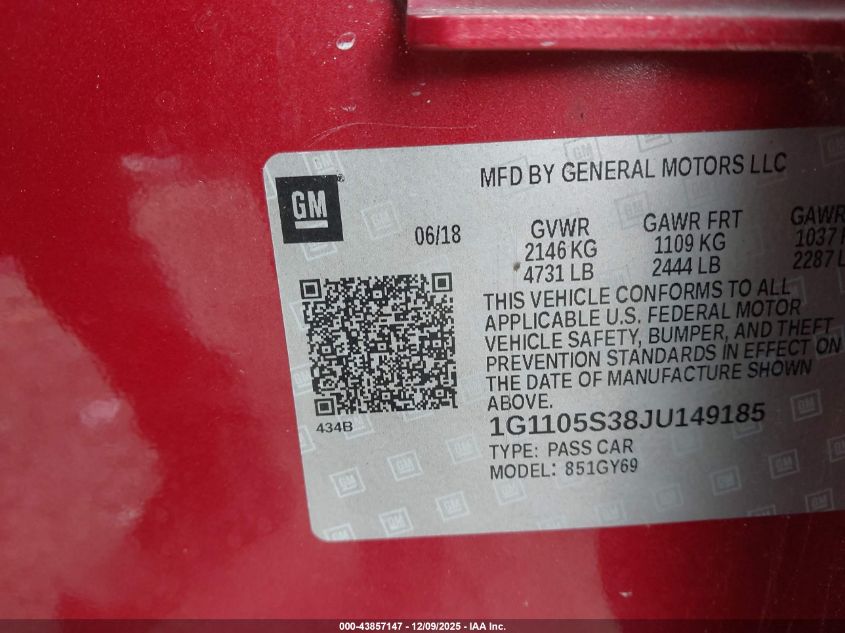 MFD BY GENERAL MOTORS LLC
GM
06/18
GVWR GAWR FRT GAWR
2146 KG 1109 KG 1037
4731 LB 2444 LB 2287
THIS VEHICLE CONFORMS TO ALL
APPLICABLE U.S. FEDERAL MOTOR
VEHICLE SAFETY, BUMPER, AND THEFT
PREVENTION STANDARDS IN EFFECT ON
THE DATE OF MANUFACTURE SHOWN
ABOVE.
434B
1G1105S38JU149185
TYPE: PASS CAR
MODEL: 851GY69
000-43857147 - 12/09/2025 - IAA Inc.